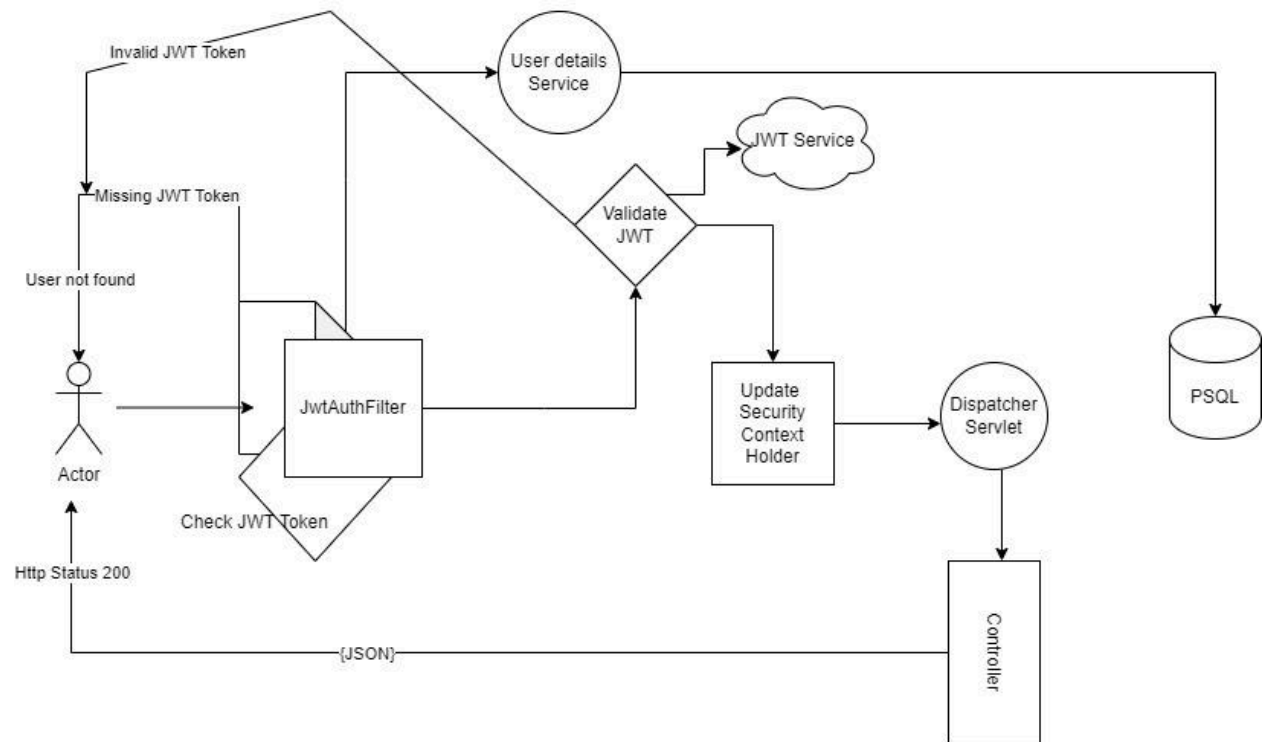 Invalid JWT Token
User details
Service
JWT Service
Missing JWT Token
Validate
JWT
User not found
JwtAuthFilter
Update
Security
Context
Holder
Dispatcher
Servlet
PSQL
Actor
Check JWT Token
Http Status 200
{JSON}
Controller